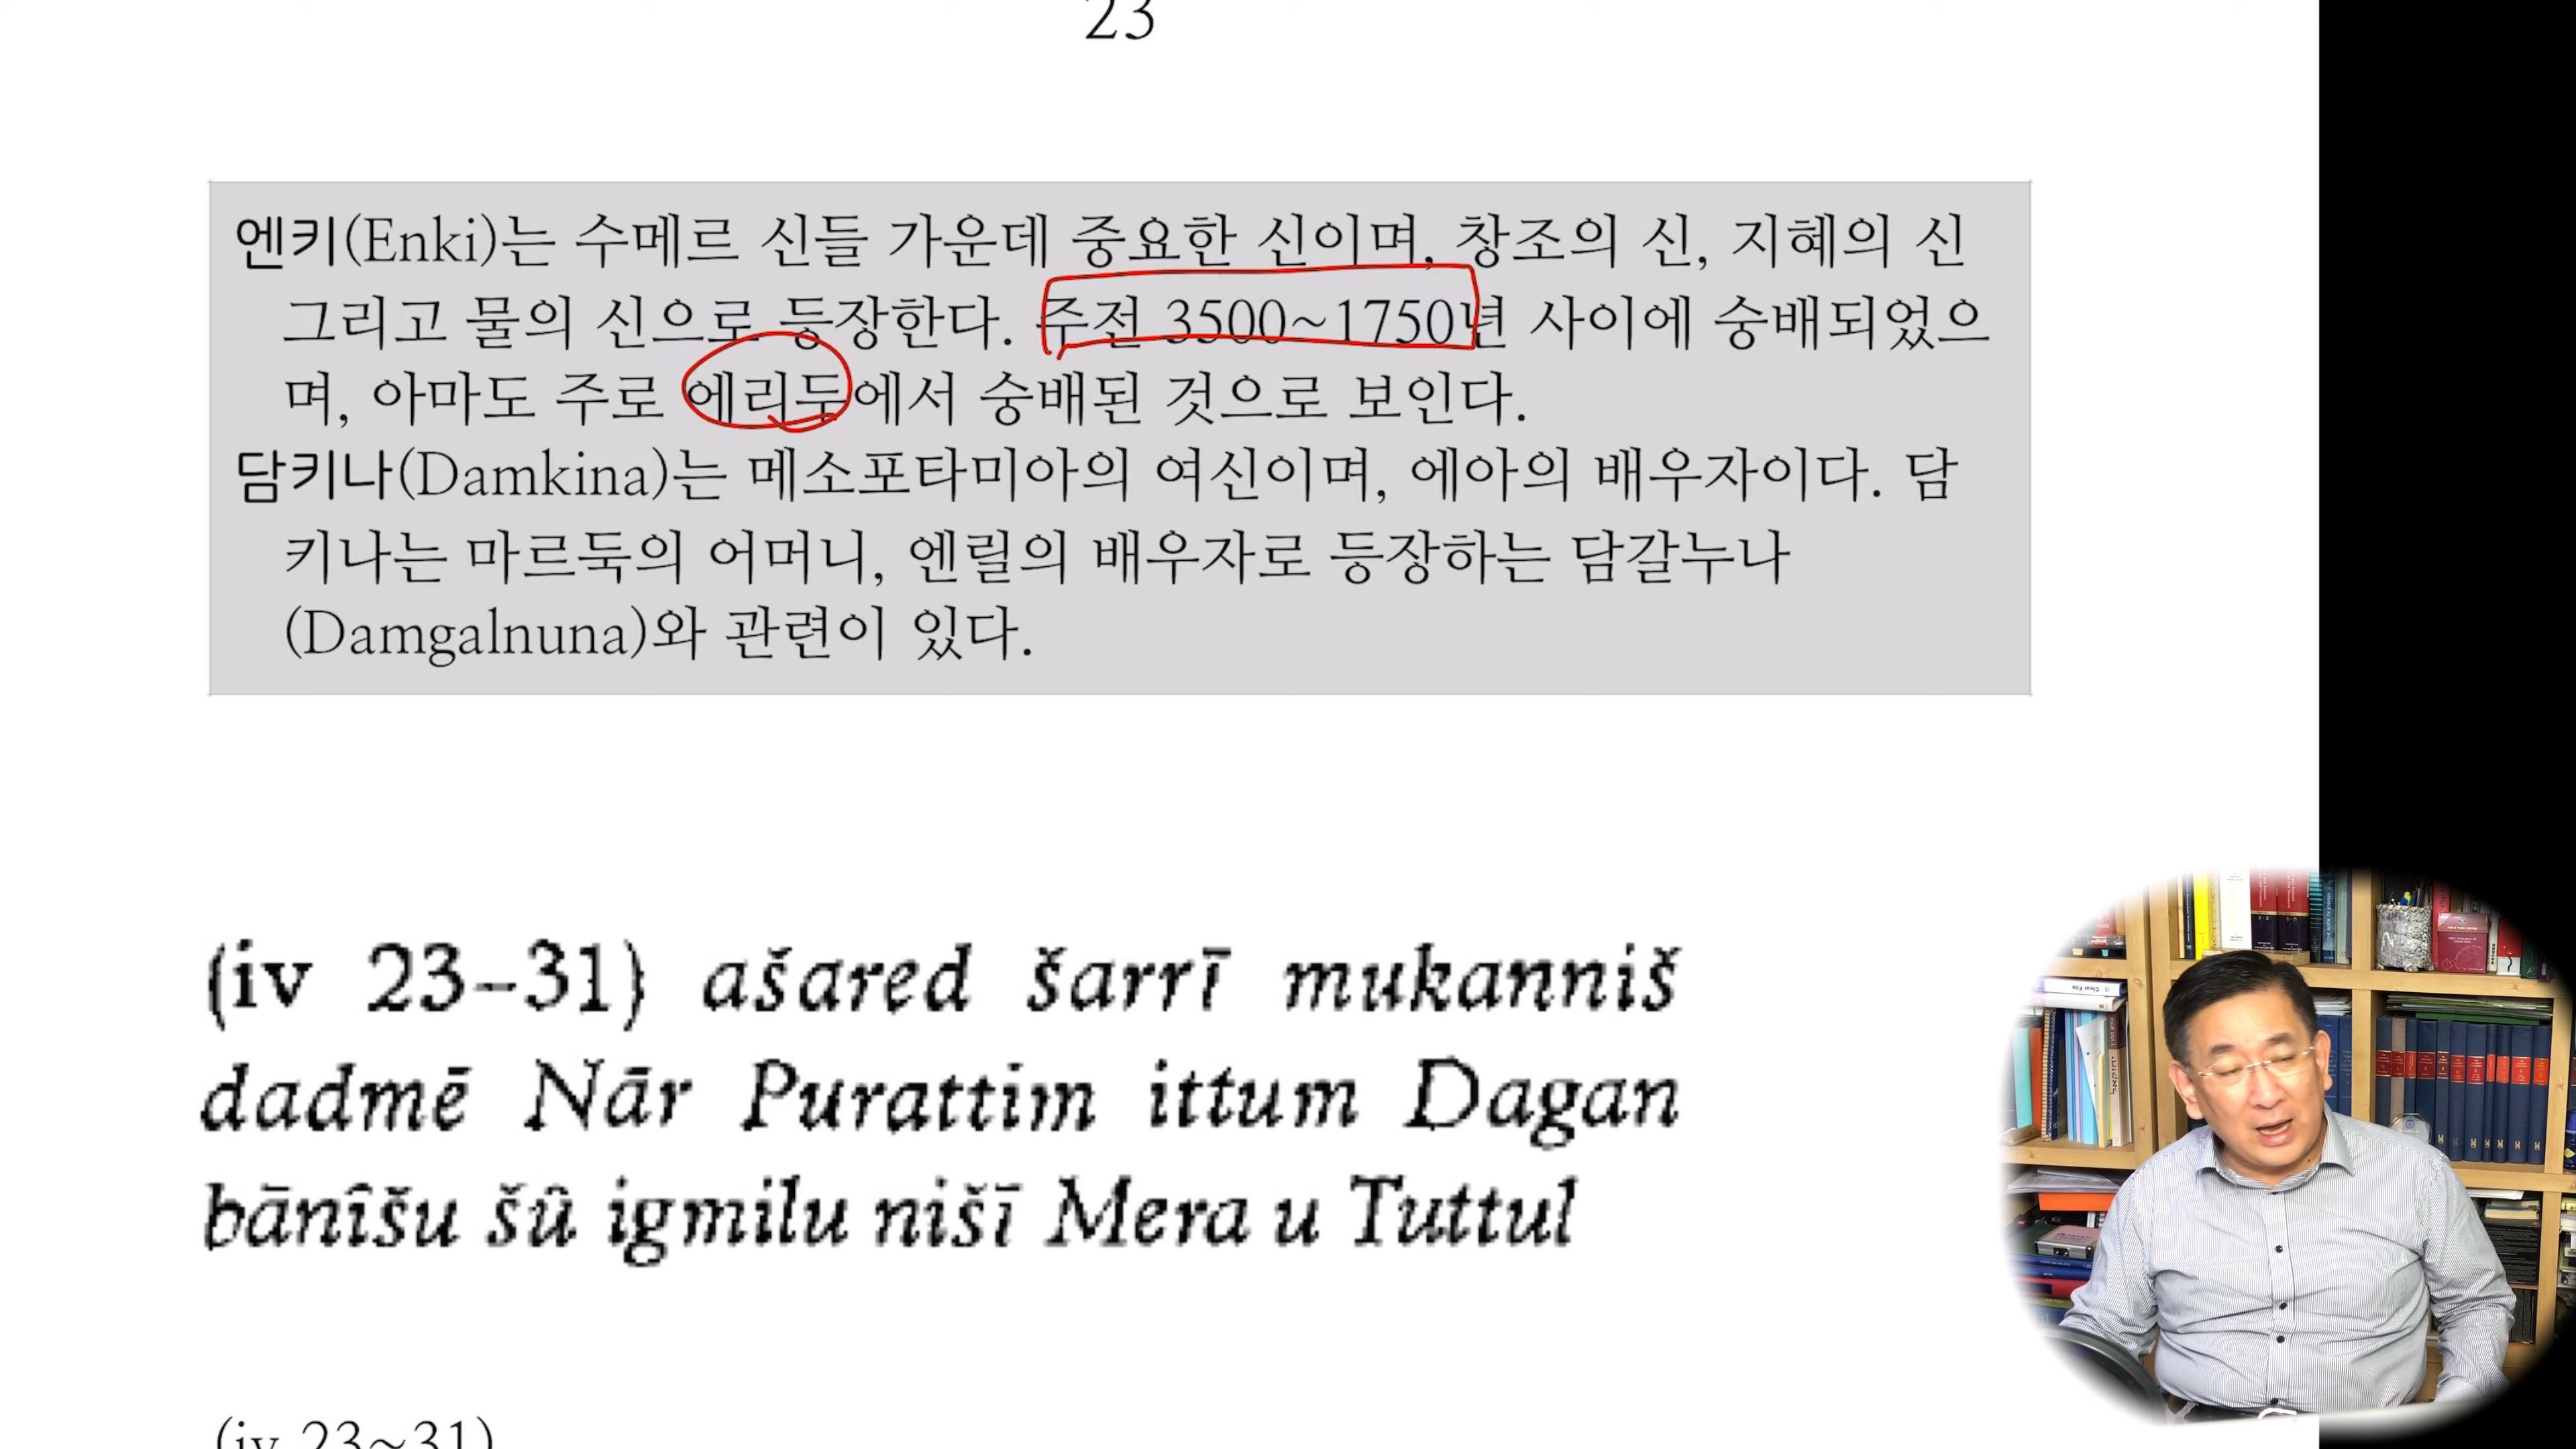 23
엔키(Enki)는 수메르 신들 가운데 중요한 신이며, 창조의 신, 지혜의 신
그리고 물의 신으로 등장한다. 주전 3500~1750년 사이에 숭배되었으
며, 아마도 주로 에리두에서 숭배된 것으로 보인다.
담키나(Damkina)는 메소포타미아의 여신이며, 에아의 배우자이다. 담
키나는 마르둑의 어머니, 엔릴의 배우자로 등장하는 담갈누나
(Damgalnuna)와 관련이 있다.
(iv 23–31) ašared šarrī mukanniš
dadmē Nār Purattim ittum Dagan
bānîšu šû igmilu nišī Mera u Tuttul
(iv 23~31)
Clear File